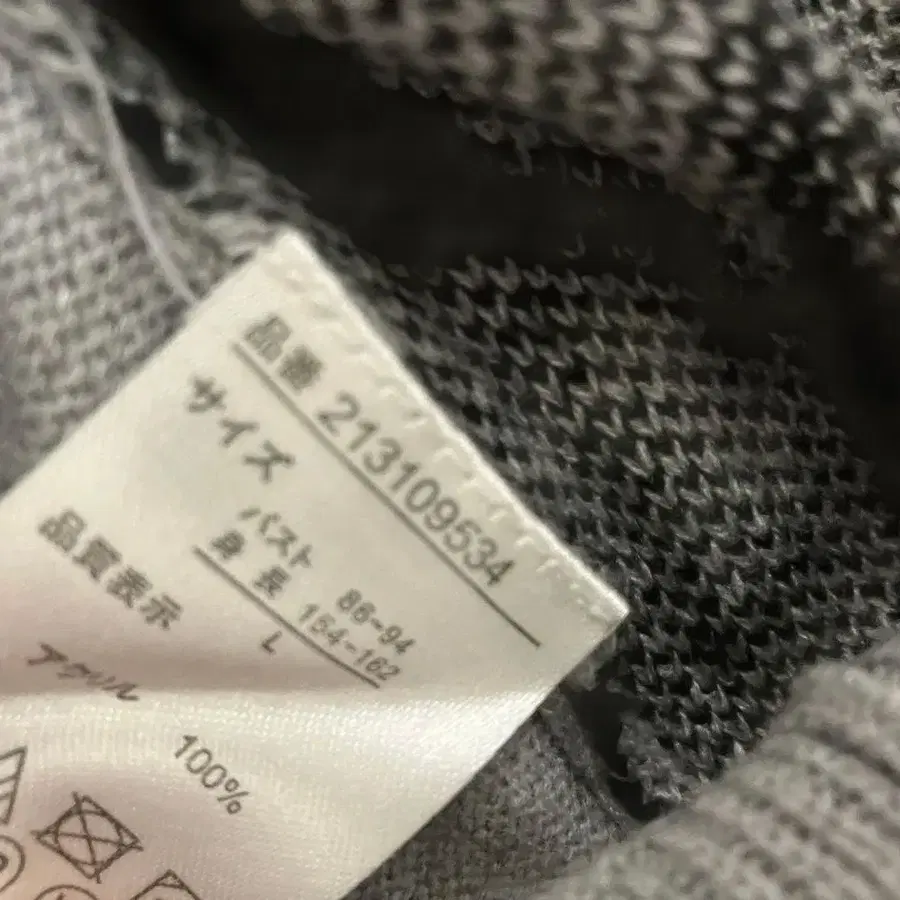 品番 213109534
サイズ
バスト 86~94
身長 154~162
L
品質表示
アクリル
100%